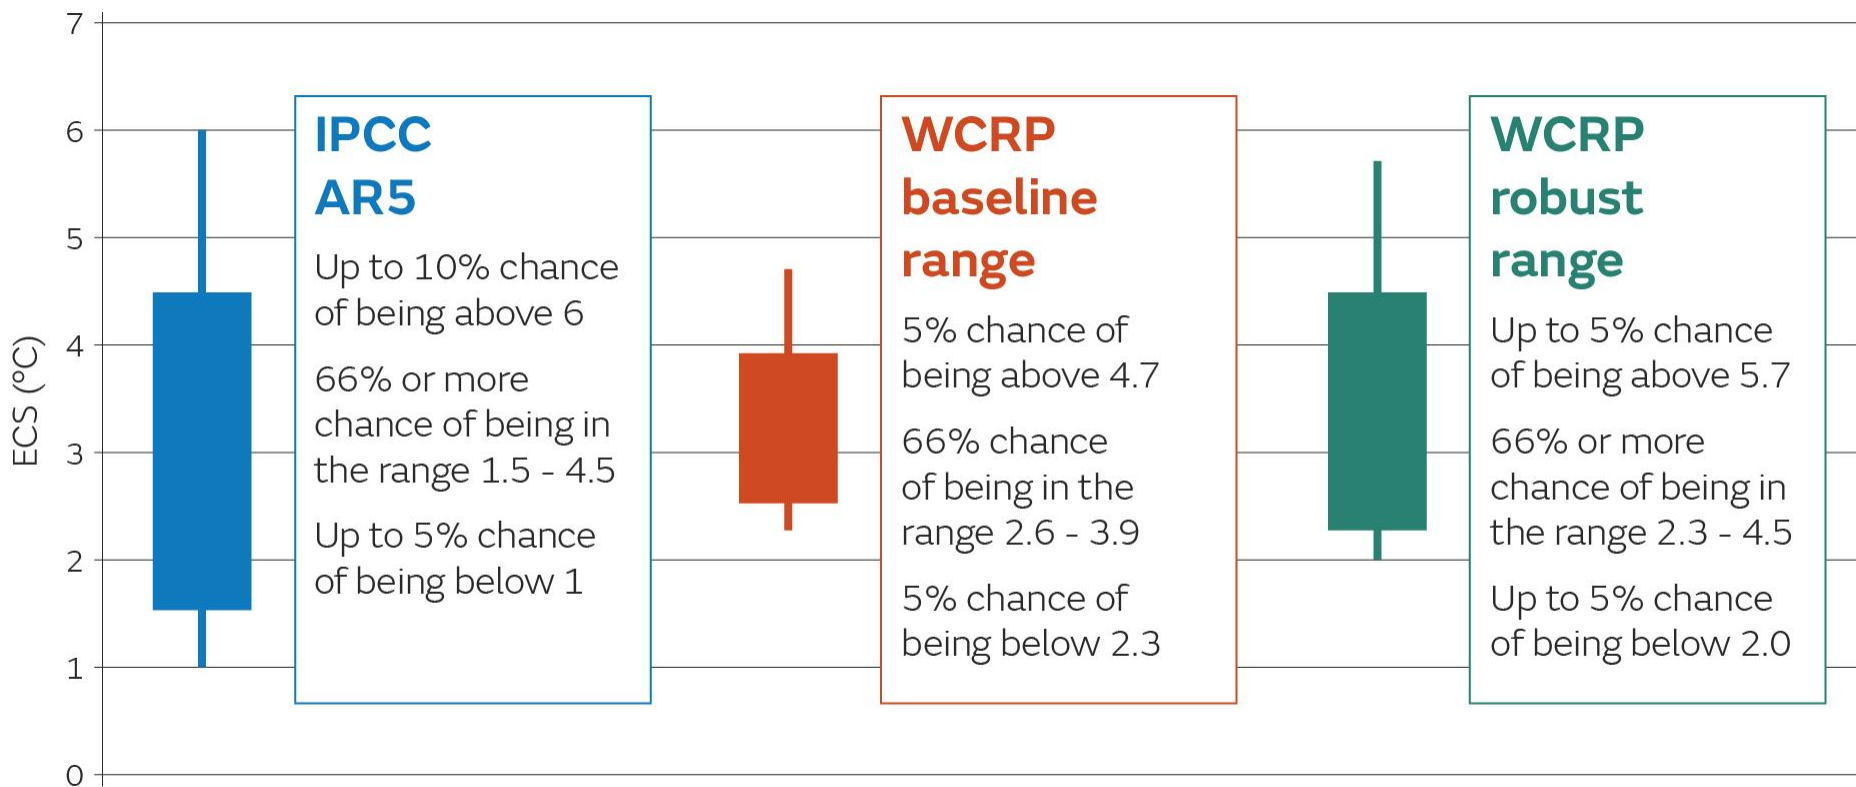 7
6
5
4
3
2
1
0
ECS (°C)
IPCC
AR5
Up to 10% chance
of being above 6
66% or more
chance of being in
the range 1.5 - 4.5
Up to 5% chance
of being below 1
WCRP
baseline
range
5% chance of
being above 4.7
66% chance
of being in the
range 2.6 - 3.9
5% chance of
being below 2.3
WCRP
robust
range
Up to 5% chance
of being above 5.7
66% or more
chance of being in
the range 2.3 - 4.5
Up to 5% chance
of being below 2.0